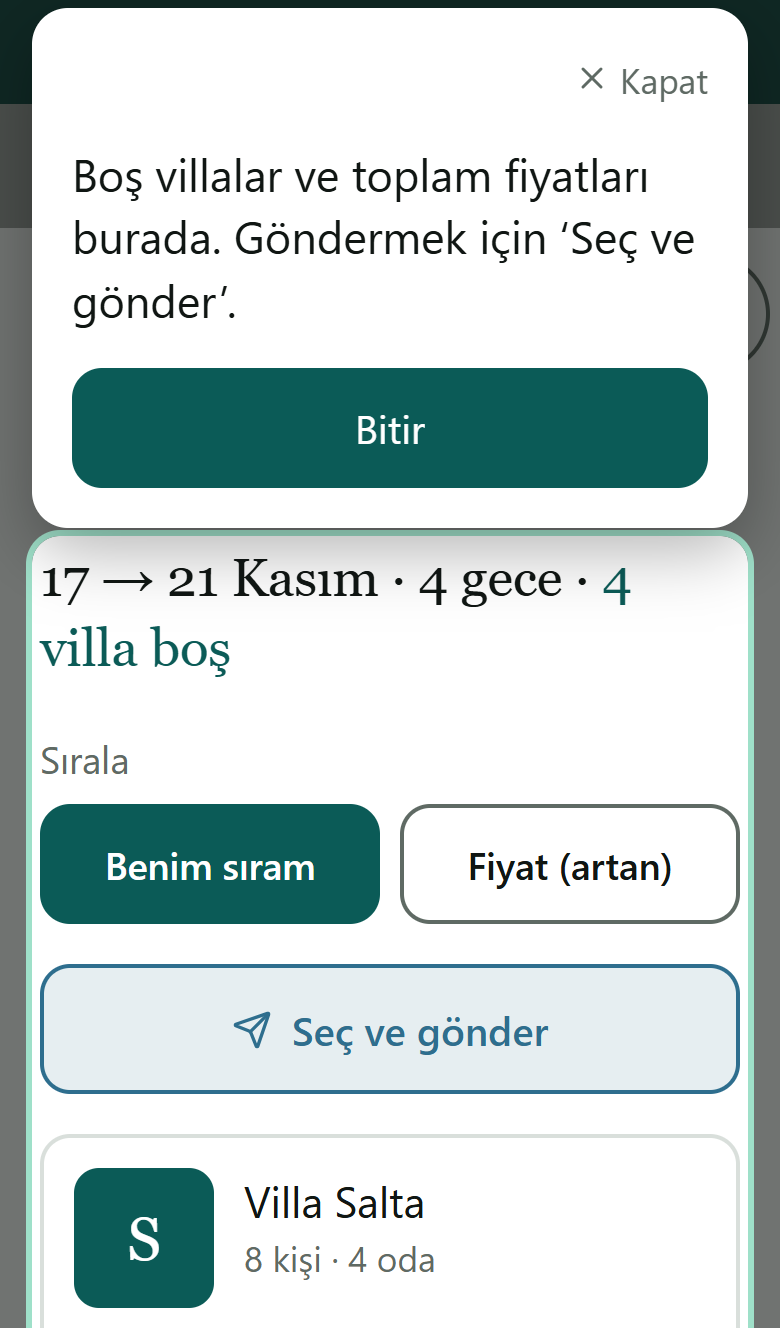 Kapat
Boş villalar ve toplam fiyatları
burada. Göndermek için ‘Seç ve
gönder’.
Bitir
17 → 21 Kasım · 4 gece · 4
villa boş
Sırala
Benim sıram
Fiyat (artan)
Seç ve gönder
S
Villa Salta
8 kişi · 4 oda